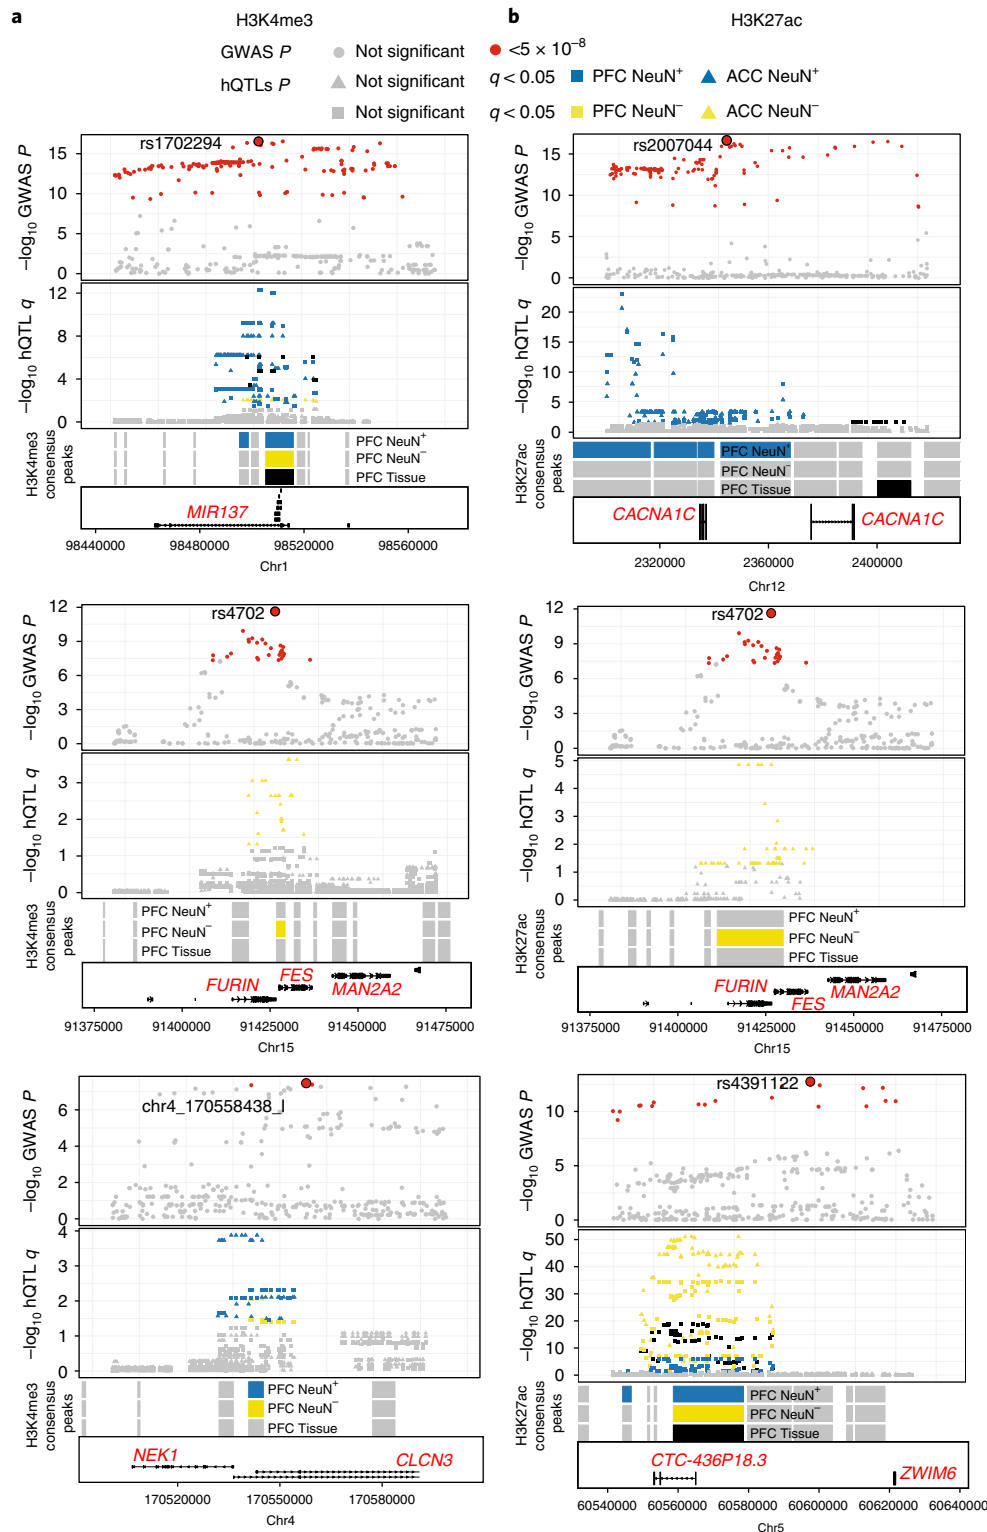 a
H3K4me3
b
H3K27ac
GWAS P
Not significant
<5 × 10–8
hQTLs P
Not significant
q < 0.05
PFC NeuN+
ACC NeuN+
Not significant
q < 0.05
PFC NeuN–
ACC NeuN–
–log10 GWAS P
15
10
5
0
rs1702294
–log10 hQTL q
12
8
4
0
H3K4me3
consensus
peaks
PFC NeuN+
PFC NeuN–
PFC Tissue
MIR137
98440000
98480000
98520000
98560000
Chr1
–log10 GWAS P
15
10
5
0
rs2007044
–log10 hQTL q
20
15
10
5
0
H3K27ac
consensus
peaks
PFC NeuN+
PFC NeuN–
PFC Tissue
CACNA1C
CACNA1C
2320000
2360000
2400000
Chr12
–log10 GWAS P
12
9
6
3
0
rs4702
–log10 hQTL q
3
2
1
0
H3K4me3
consensus
peaks
PFC NeuN+
PFC NeuN–
PFC Tissue
FURIN
FES
MAN2A2
91375000
91400000
91425000
91450000
91475000
Chr15
–log10 GWAS P
12
9
6
3
0
rs4702
–log10 hQTL q
5
4
3
2
1
0
H3K27ac
consensus
peaks
PFC NeuN+
PFC NeuN–
PFC Tissue
FURIN
FES
MAN2A2
91375000
91400000
91425000
91450000
91475000
Chr15
–log10 GWAS P
6
4
2
0
chr4_170558438_I
–log10 hQTL q
4
3
2
1
0
H3K4me3
consensus
peaks
PFC NeuN+
PFC NeuN–
PFC Tissue
NEK1
CLCN3
170520000
170550000
170580000
Chr4
–log10 GWAS P
10
5
0
rs4391122
–log10 hQTL q
50
40
30
20
10
0
H3K27ac
consensus
peaks
PFC NeuN+
PFC NeuN–
PFC Tissue
CTC-436P18.3
ZWIM6
60540000
60560000
60580000
60600000
60620000
60640000
Chr5